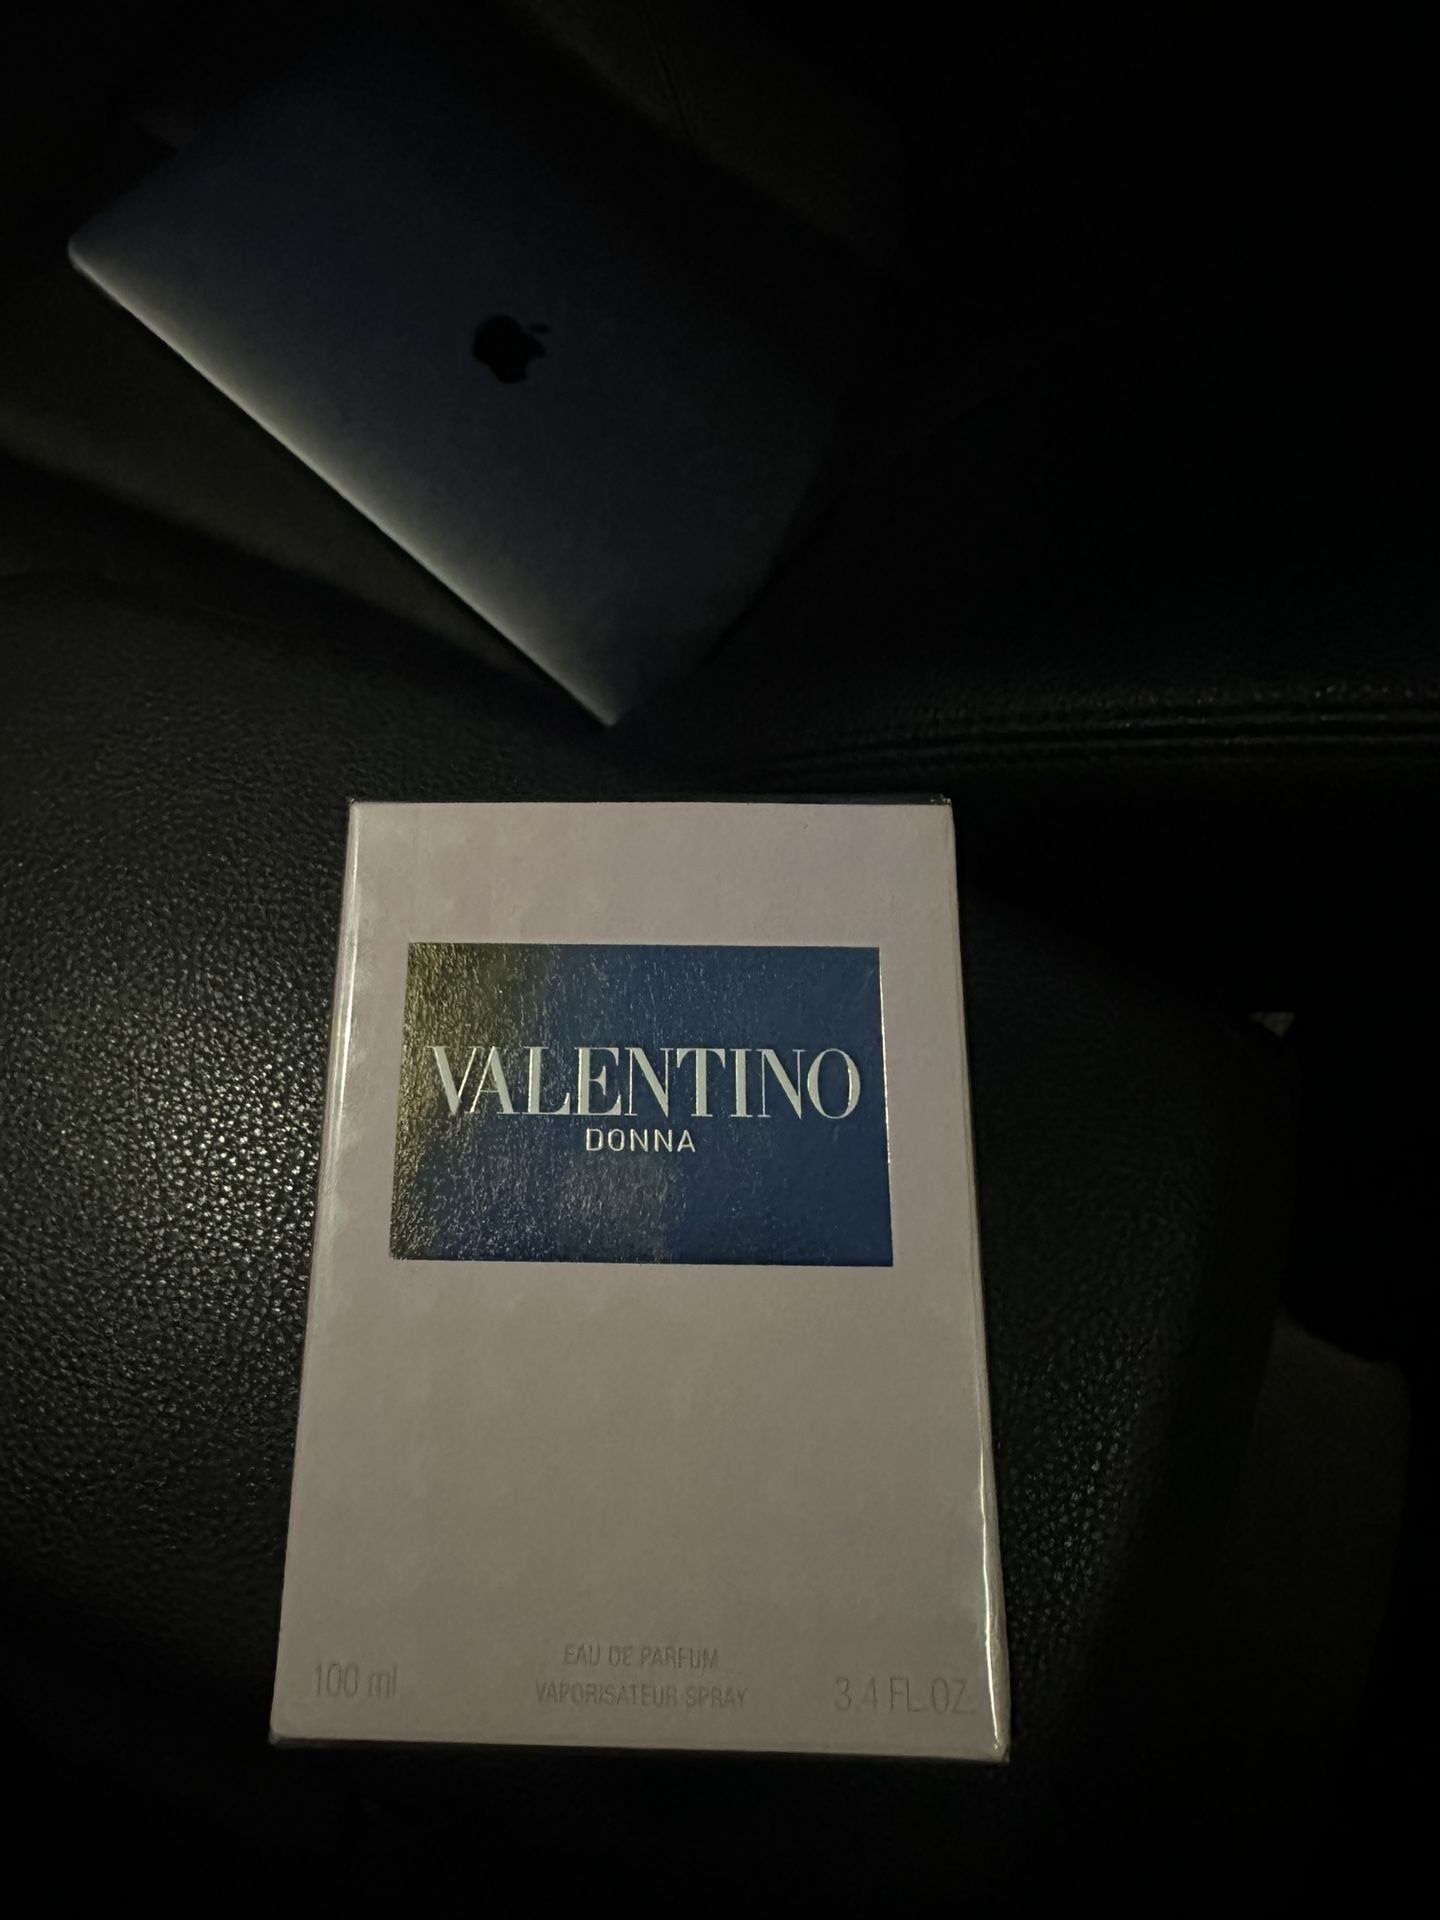 VALENTINO
DONNA
EAU DE PARFUM
100 ml VAPORISATEUR SPRAY 3.4 FL.OZ.